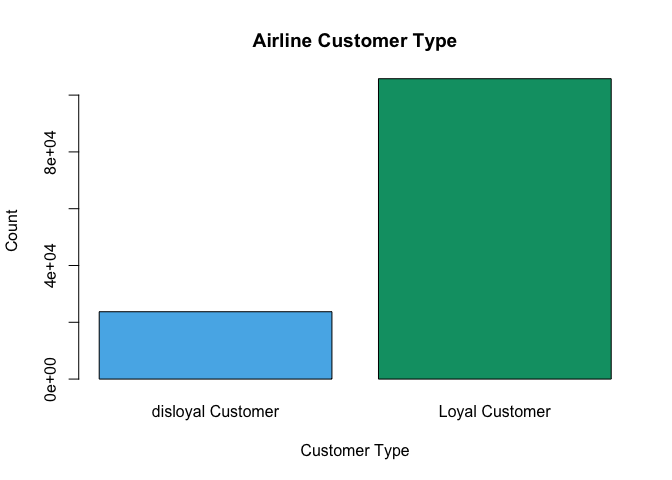 Airline Customer Type
Count
8e+04
4e+04
0e+00
disloyal Customer
Loyal Customer
Customer Type